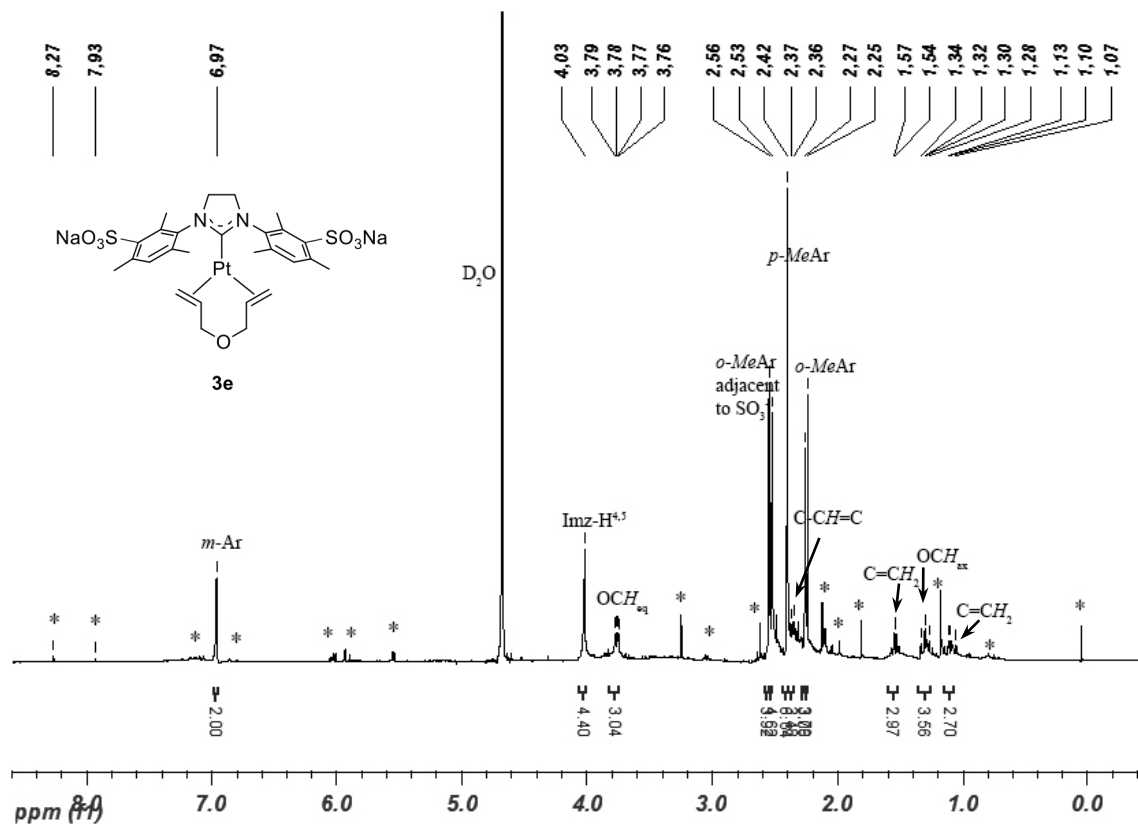 8,27 7,93 6,97 4,03 3,79 3,78 3,77 3,76 2,56 2,53 2,42 2,37 2,36 2,27 2,25 1,57 1,54 1,34 1,32 1,30 1,28 1,13 1,10 1,07
N N
NaO3S SO3Na
Pt
O
3e
D2O
p-MeAr
o-MeAr
adjacent
to SO3-
o-MeAr
C-CH=C
Imz-H4,5
m-Ar
OCHeq
C=CH2
OCHax
C=CH2
* * * * * * * * * * * * * * *
2.00 4.40 3.04 2.97 3.56 2.70
8.0 7.0 6.0 5.0 4.0 3.0 2.0 1.0 0.0
ppm (f1)